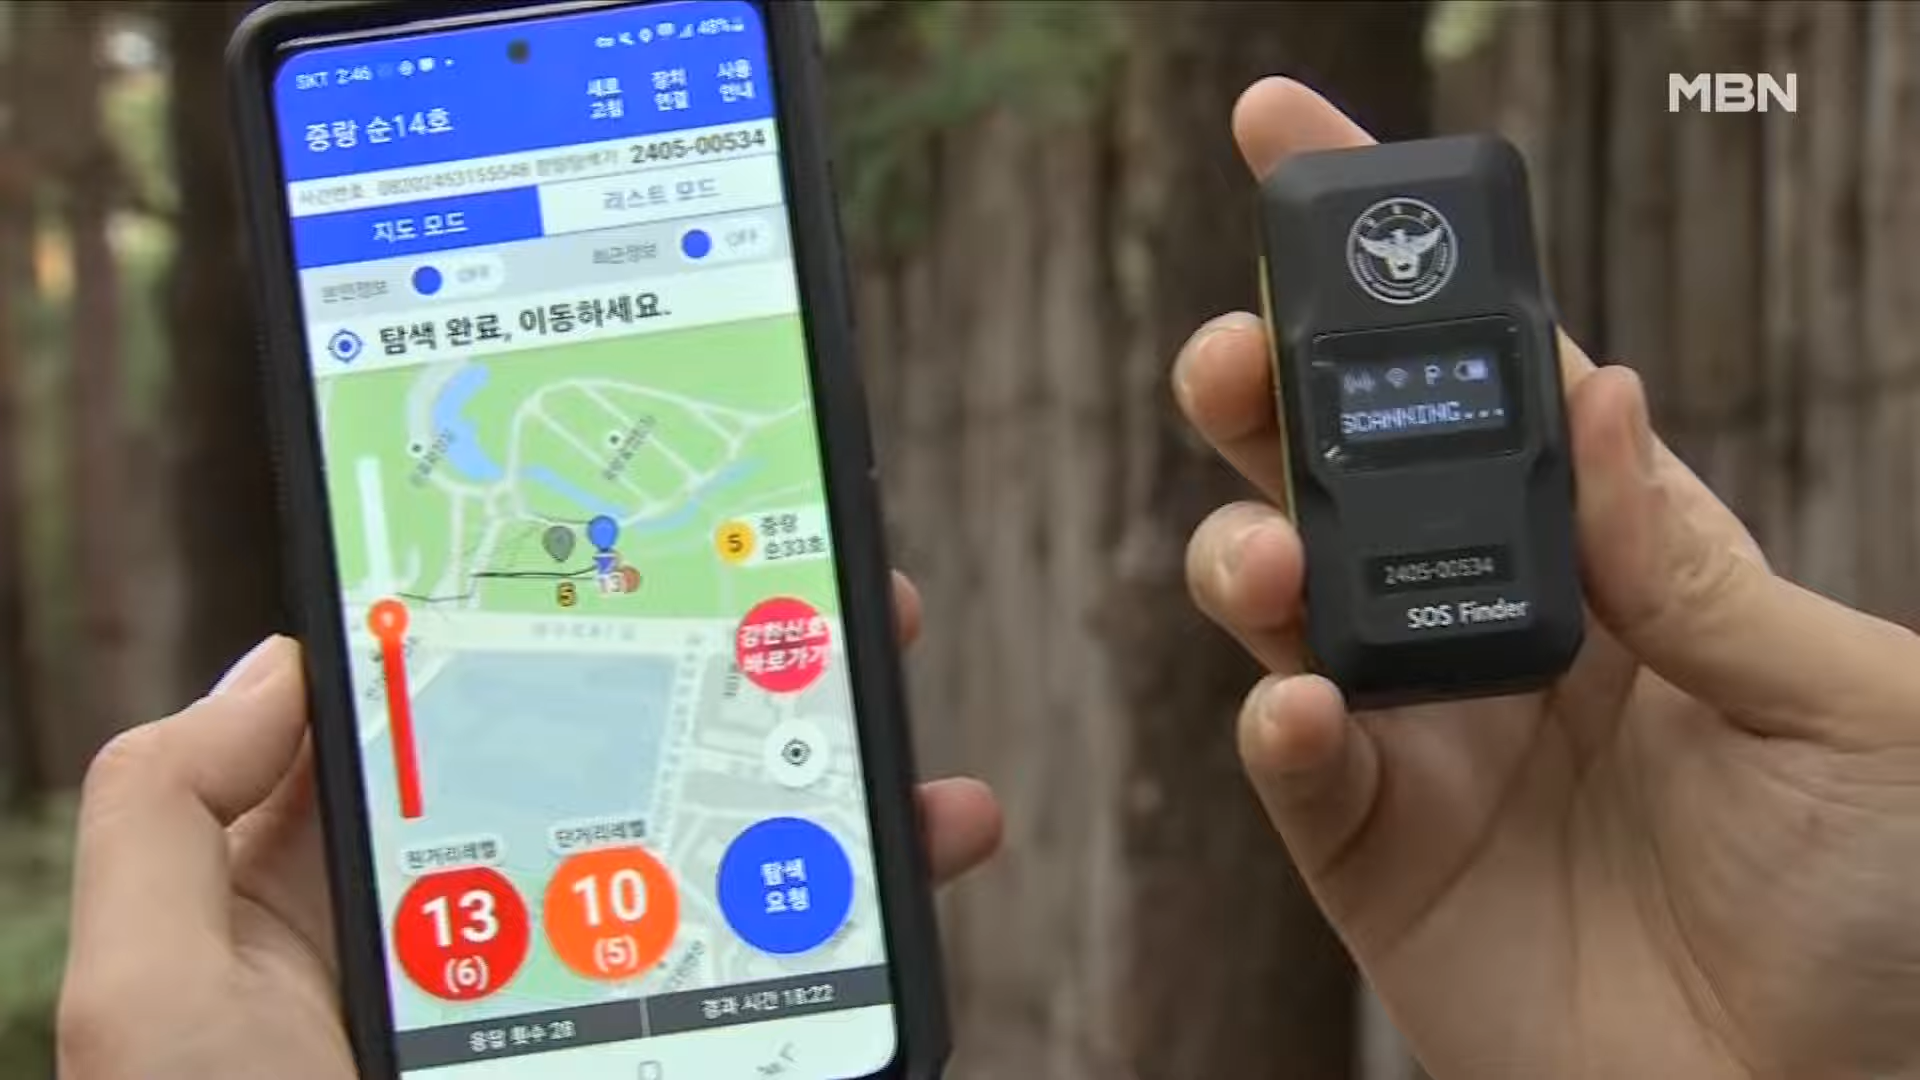 MBN
SKT 2:46
48%
중랑 순14호
새로
고침
장치
연결
사용
안내
사건번호
2405-00534
지도 모드
리스트 모드
OFF
OFF
탐색 완료, 이동하세요.
5
중랑
순33호
5
13
강한신호
바로가기
원거리레벨
13
(6)
단거리레벨
10
(5)
탐색
요청
응답 횟수 28
경과 시간 18:22
P
SCANNING...
2405-00534
SOS Finder